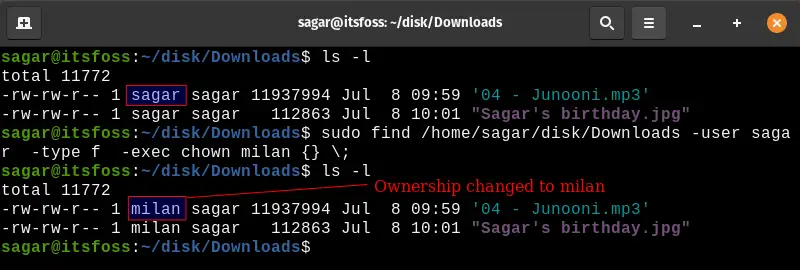 sagar@itsfoss: ~/disk/Downloads
sagar@itsfoss:~/disk/Downloads$ ls -l
total 11772
-rw-rw-r-- 1 sagar sagar 11937994 Jul  8 09:59 '04 - Junooni.mp3'
-rw-rw-r-- 1 sagar sagar   112863 Jul  8 10:01 "Sagar's birthday.jpg"
sagar@itsfoss:~/disk/Downloads$ sudo find /home/sagar/disk/Downloads -user saga
r  -type f  -exec chown milan {} \;
sagar@itsfoss:~/disk/Downloads$ ls -l
total 11772
Ownership changed to milan
-rw-rw-r-- 1 milan sagar 11937994 Jul  8 09:59 '04 - Junooni.mp3'
-rw-rw-r-- 1 milan sagar   112863 Jul  8 10:01 "Sagar's birthday.jpg"
sagar@itsfoss:~/disk/Downloads$